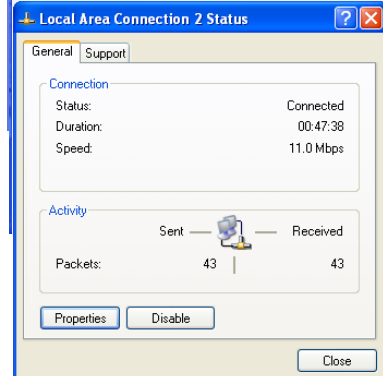 Local Area Connection 2 Status
General Support
Connection
Status: Connected
Duration: 00:47:38
Speed: 11.0 Mbps
Activity
Sent Received
Packets: 43 43
Properties Disable
Close